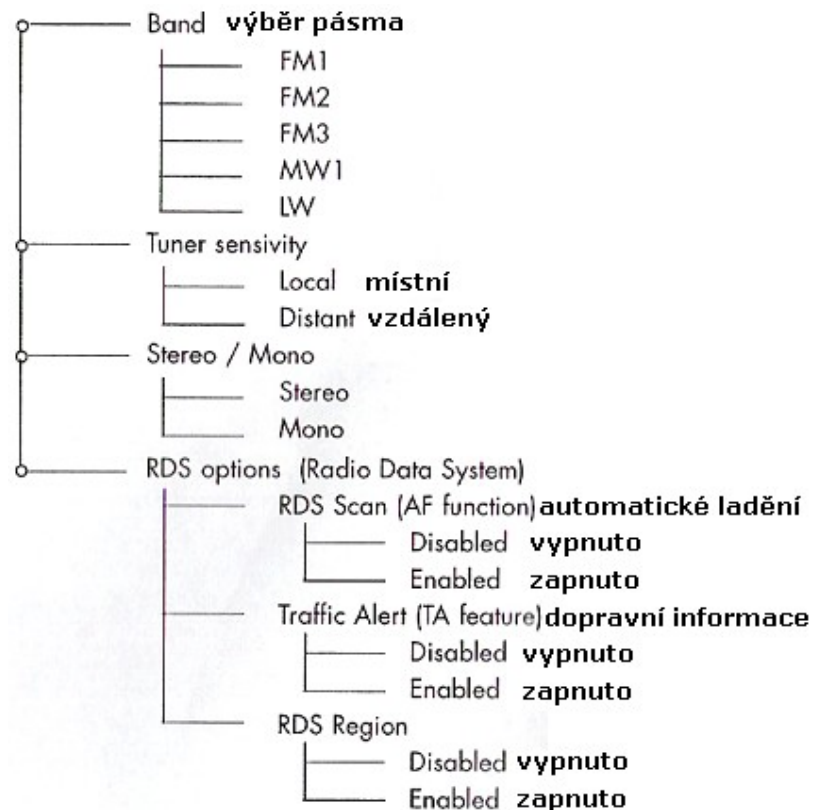 Band výběr pásma
FM1
FM2
FM3
MW1
LW
Tuner sensivity
Local místní
Distant vzdálený
Stereo / Mono
Stereo
Mono
RDS options (Radio Data System)
RDS Scan (AF function) automatické ladění
Disabled vypnuto
Enabled zapnuto
Traffic Alert (TA feature) dopravní informace
Disabled vypnuto
Enabled zapnuto
RDS Region
Disabled vypnuto
Enabled zapnuto